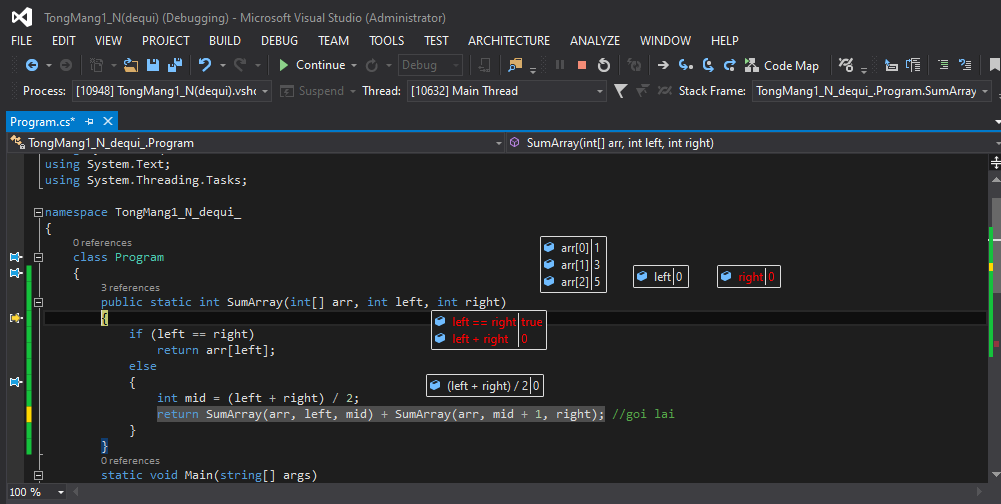 TongMang1_N(dequi) (Debugging) - Microsoft Visual Studio (Administrator)
FILE EDIT VIEW PROJECT BUILD DEBUG TEAM TOOLS TEST ARCHITECTURE ANALYZE WINDOW HELP
Continue Debug Code Map
Process: [10948] TongMang1_N(dequi).vsho Suspend Thread: [10632] Main Thread Stack Frame: TongMang1_N_dequi_.Program.SumArray
Program.cs*
TongMang1_N_dequi_.Program SumArray(int[] arr, int left, int right)
using System.Text;
using System.Threading.Tasks;
namespace TongMang1_N_dequi_
{
0 references
class Program
{
arr[0] 1
arr[1] 3
arr[2] 5
left 0
right 0
3 references
public static int SumArray(int[] arr, int left, int right)
{
left == right true
left + right 0
if (left == right)
return arr[left];
else
{
(left + right) / 2 0
int mid = (left + right) / 2;
return SumArray(arr, left, mid) + SumArray(arr, mid + 1, right); //goi lai
}
}
0 references
static void Main(string[] args)
100 %